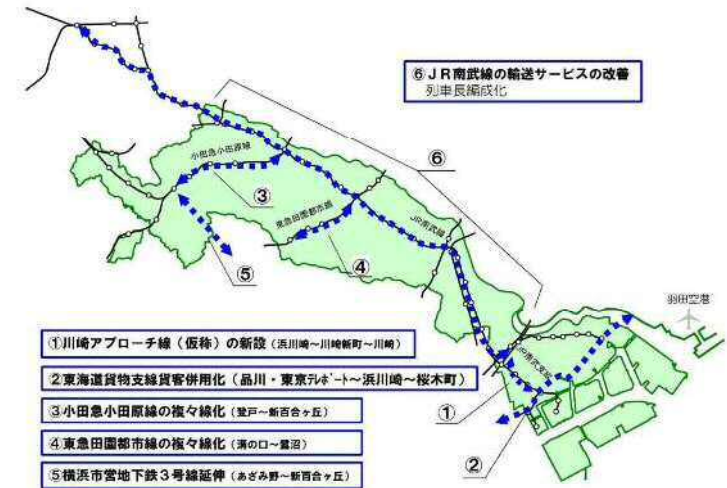 ⑥JR南武線の輸送サービスの改善
列車長編成化
小田急小田原線
⑥
③
東急田園都市線
JR南武線
④
⑤
羽田空港
JR南武支線
①川崎アプローチ線（仮称）の新設（浜川崎～川崎新町～川崎）
②東海道貨物支線貨客併用化（品川・東京テレポート～浜川崎～桜木町）
③小田急小田原線の複々線化（登戸～新百合ヶ丘）
④東急田園都市線の複々線化（溝の口～鷺沼）
⑤横浜市営地下鉄３号線延伸（あざみ野～新百合ヶ丘）
①
②